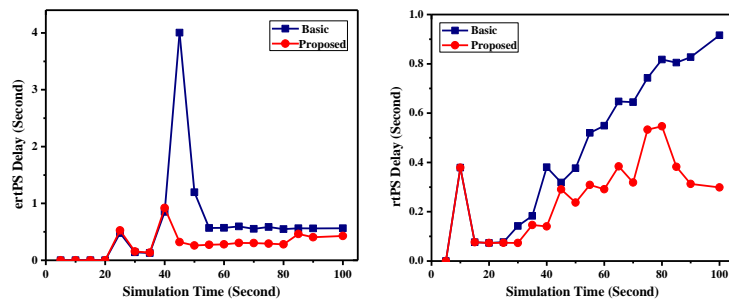 ertPS Delay (Second)
4
3
2
1
0
Basic
Proposed
0 20 40 60 80 100
Simulation Time (Second)
rtPS Delay (Second)
1.0
0.8
0.6
0.4
0.2
0.0
Basic
Proposed
0 20 40 60 80 100
Simulation Time (Second)